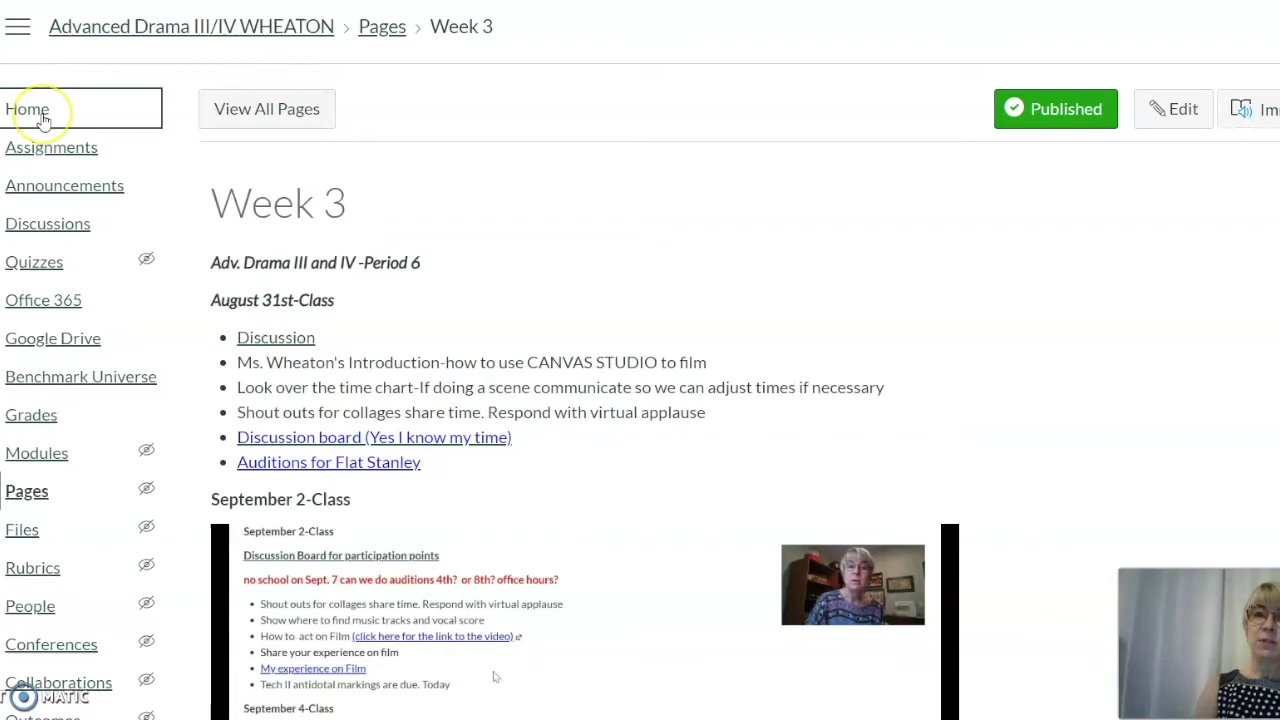 Advanced Drama III/IV WHEATON › Pages › Week 3
Home
View All Pages
Published
Edit
Assignments
Announcements
Discussions
Quizzes
Office 365
Google Drive
Benchmark Universe
Grades
Modules
Pages
Files
Rubrics
People
Conferences
Collaborations
Week 3
Adv. Drama III and IV -Period 6
August 31st-Class
Discussion
Ms. Wheaton's Introduction-how to use CANVAS STUDIO to film
Look over the time chart-If doing a scene communicate so we can adjust times if necessary
Shout outs for collages share time. Respond with virtual applause
Discussion board (Yes I know my time)
Auditions for Flat Stanley
September 2-Class
September 2-Class
Discussion Board for participation points
no school on Sept. 7 can we do auditions 4th? or 8th? office hours?
Shout outs for collages share time. Respond with virtual applause
Show where to find music tracks and vocal score
How to act on Film (click here for the link to the video)
Share your experience on film
My experience on Film
Tech II antidotal markings are due. Today
September 4-Class